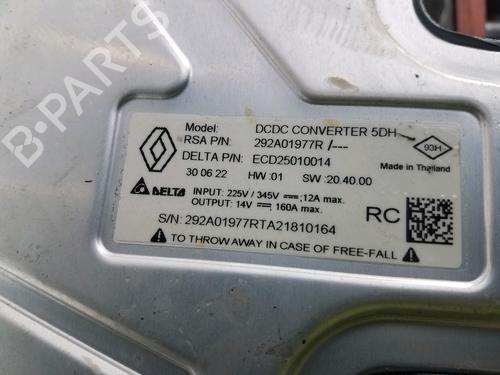 Model: DCDC CONVERTER 5DH
RSA P/N: 292A01977R /---
93H
DELTA P/N: ECD25010014
Made in Thailand
30 06 22 HW :01 SW :20.40.00
DELTA
INPUT: 225V / 345V ⎓;12A max.
OUTPUT: 14V ⎓ 160A max.
RC
S/N: 292A01977RTA21810164
TO THROW AWAY IN CASE OF FREE-FALL